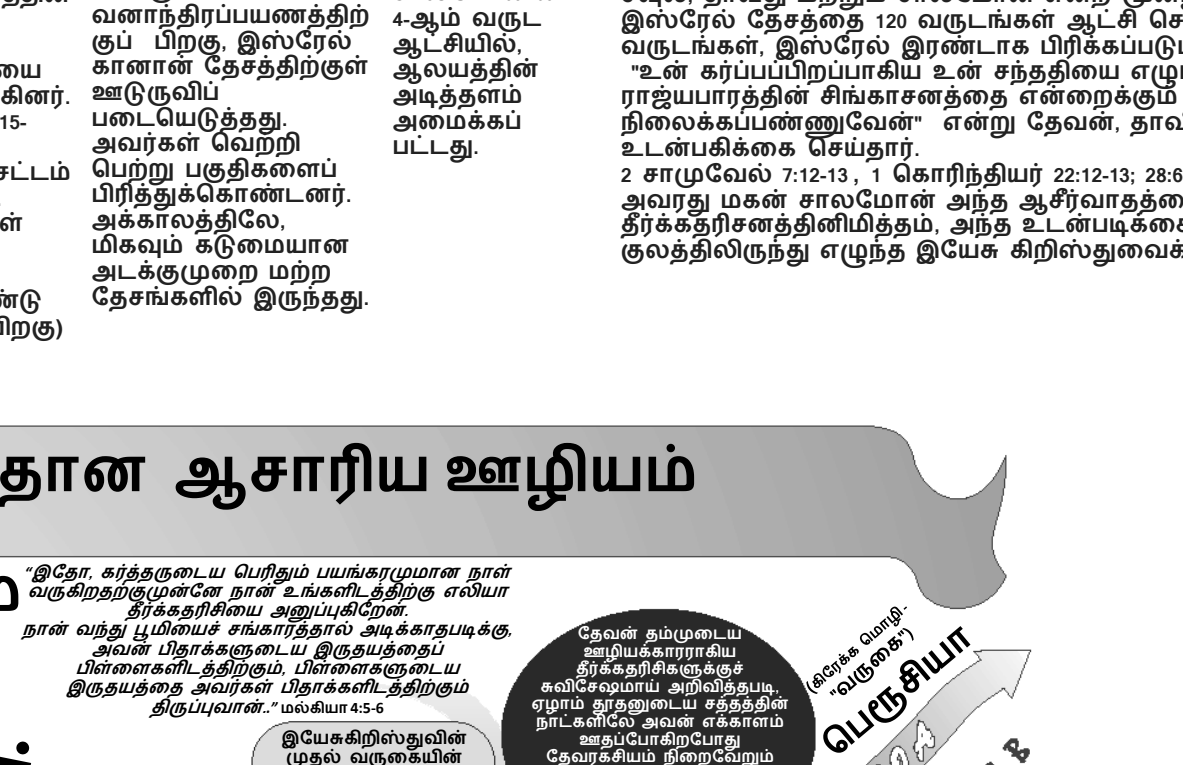 யை
கினர்.
15-
சட்டம்
ள்
ண்டு
பிறகு)
வனாந்திரப்பயணத்திற்
குப் பிறகு, இஸ்ரேல்
கானான் தேசத்திற்குள்
ஊடுருவிப்
படையெடுத்தது.
அவர்கள் வெற்றி
பெற்று பகுதிகளைப்
பிரித்துக்கொண்டனர்.
அக்காலத்திலே,
மிகவும் கடுமையான
அடக்குமுறை மற்ற
தேசங்களில் இருந்தது.
4-ஆம் வருட
ஆட்சியில்,
ஆலயத்தின்
அடித்தளம்
அமைக்கப்
பட்டது.
இஸ்ரேல் தேசத்தை 120 வருடங்கள் ஆட்சி செ
வருடங்கள், இஸ்ரேல் இரண்டாக பிரிக்கப்படு
"உன் கர்ப்பப்பிறப்பாகிய உன் சந்ததியை எழு
ராஜ்யபாரத்தின் சிங்காசனத்தை என்றைக்கும்
நிலைக்கப்பண்ணுவேன்" என்று தேவன், தாவி
உடன்பகிக்கை செய்தார்.
2 சாமுவேல் 7:12-13 , 1 கொரிந்தியர் 22:12-13; 28:6
அவரது மகன் சாலமோன் அந்த ஆசீர்வாதத்தை
தீர்க்கதரிசனத்தினிமித்தம், அந்த உடன்படிக்கை
குலத்திலிருந்து எழுந்த இயேசு கிறிஸ்துவைக்
தான ஆசாரிய ஊழியம்
“இதோ, கர்த்தருடைய பெரிதும் பயங்கரமுமான நாள்
வருகிறதற்குமுன்னே நான் உங்களிடத்திற்கு எலியா
தீர்க்கதரிசியை அனுப்புகிறேன்.
நான் வந்து பூமியைச் சங்காரத்தால் அடிக்காதபடிக்கு,
அவன் பிதாக்களுடைய இருதயத்தைப்
பிள்ளைகளிடத்திற்கும், பிள்ளைகளுடைய
இருதயத்தை அவர்கள் பிதாக்களிடத்திற்கும்
திருப்புவான்..” மல்கியா 4:5-6
இயேசுகிறிஸ்துவின்
முதல் வருகையின்
தேவன் தம்முடைய
ஊழியக்காரராகிய
தீர்க்கதரிசிகளுக்குச்
சுவிசேஷமாய் அறிவித்தபடி,
ஏழாம் தூதனுடைய சத்தத்தின்
நாட்களிலே அவன் எக்காளம்
ஊதப்போகிறபோது
தேவரகசியம் நிறைவேறும்
(கிரேக்க மொழி-
"வருகை")
பெரூசியா